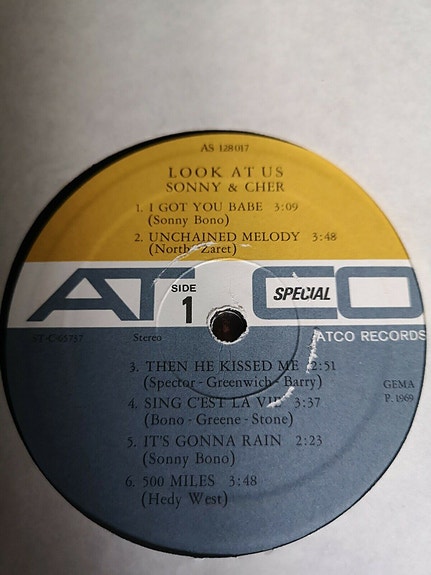 AS 128017
LOOK AT US
SONNY & CHER
1. I GOT YOU BABE 3:09
(Sonny Bono)
2. UNCHAINED MELODY 3:48
(North-Zaret)
ATCO
SIDE
1
SPECIAL
Stereo
ATCO RECORDS
3. THEN HE KISSED ME 2:51
(Spector - Greenwich - Barry)
4. SING C'EST LA VIE 3:37
(Bono - Greene - Stone)
GEMA
P. 1969
5. IT'S GONNA RAIN 2:23
(Sonny Bono)
6. 500 MILES 3:48
(Hedy West)